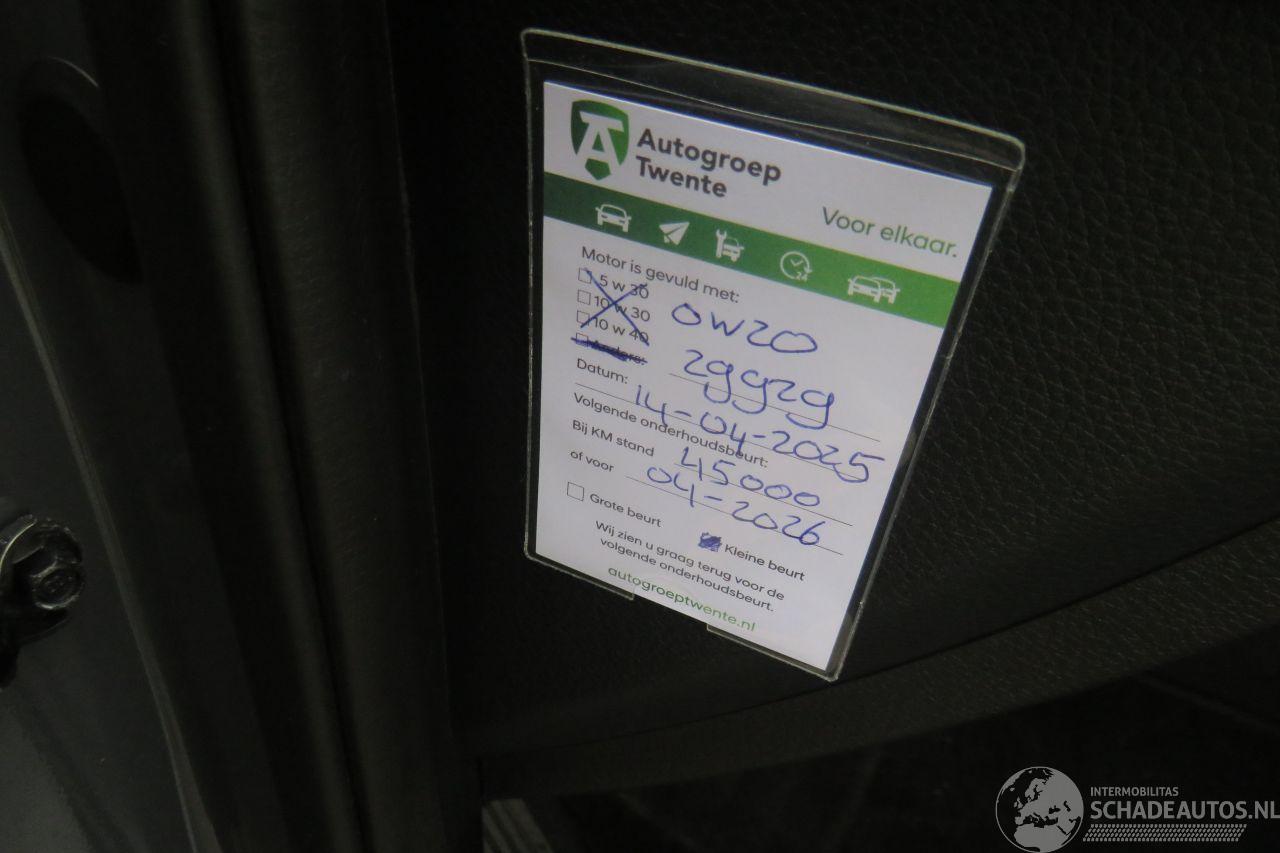 Autogroep
Twente
Voor elkaar.
24
Motor is gevuld met:
5 w 30
10 w 30
10 w 40
0w20
Anders: 29929
Datum: 14-04-2025
Volgende onderhoudsbeurt:
Bij KM stand 45000
of voor 04-2026
Grote beurt
Kleine beurt
Wij zien u graag terug voor de
volgende onderhoudsbeurt.
autogroeptwente.nl
INTERMOBILITAS
SCHADEAUTOS.NL